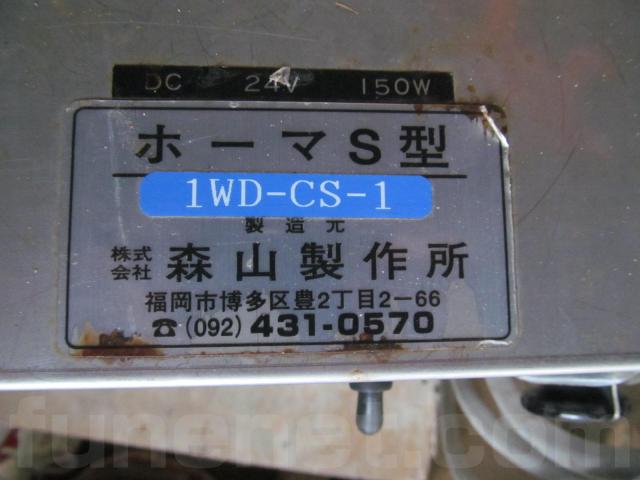 DC 24V 150W
ホーマS型
1WD-CS-1
製造元
株式会社 森山製作所
福岡市博多区豊2丁目2-66
☎(092)431-0570
funenet.com